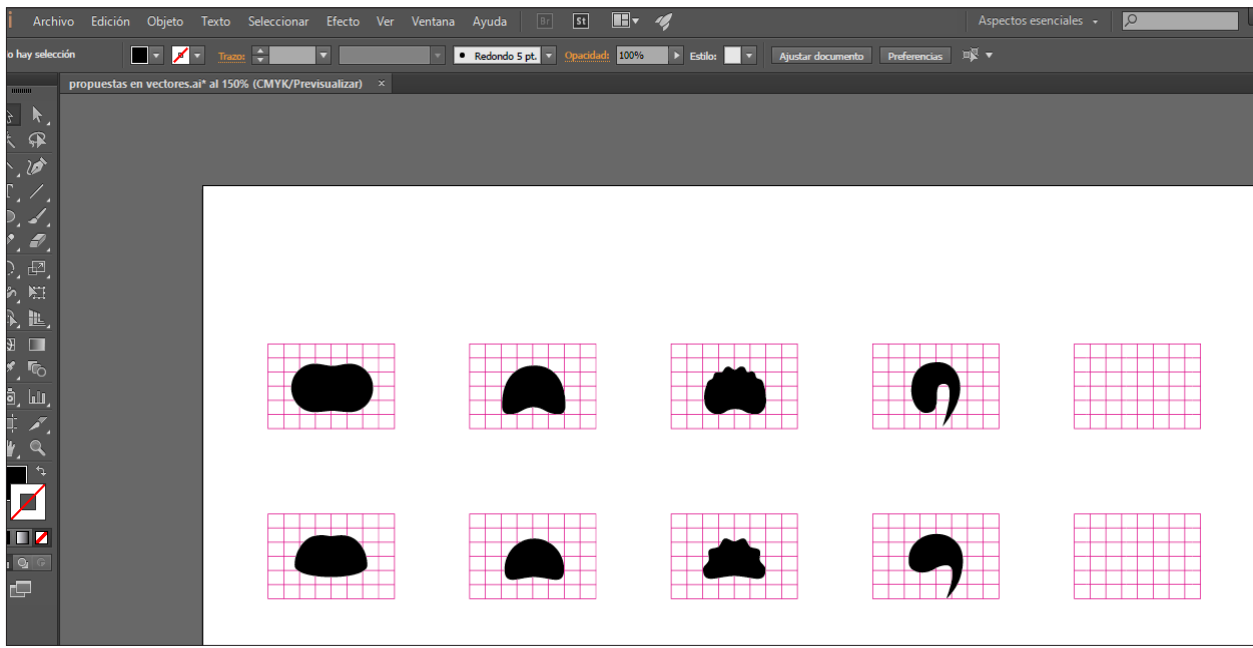 Archivo Edición Objeto Texto Seleccionar Efecto Ver Ventana Ayuda Br St Aspectos esenciales
o hay selección Trazo: Redondo 5 pt. Opacidad: 100% Estilo: Ajustar documento Preferencias
propuestas en vectores.ai* al 150% (CMYK/Previsualizar) ×